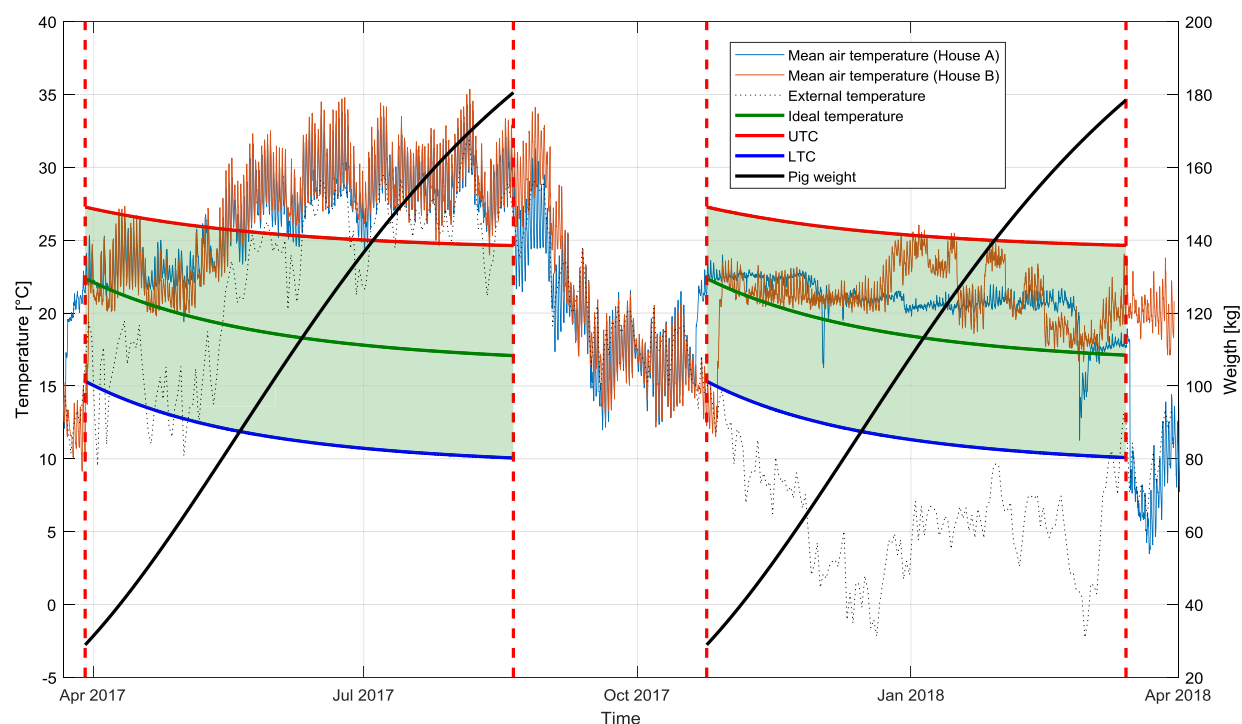 40
35
30
25
20
15
10
5
0
-5
Temperature [°C]
200
180
160
140
120
100
80
60
40
20
Weigth [kg]
Mean air temperature (House A)
Mean air temperature (House B)
External temperature
Ideal temperature
UTC
LTC
Pig weight
Apr 2017
Jul 2017
Oct 2017
Jan 2018
Apr 2018
Time